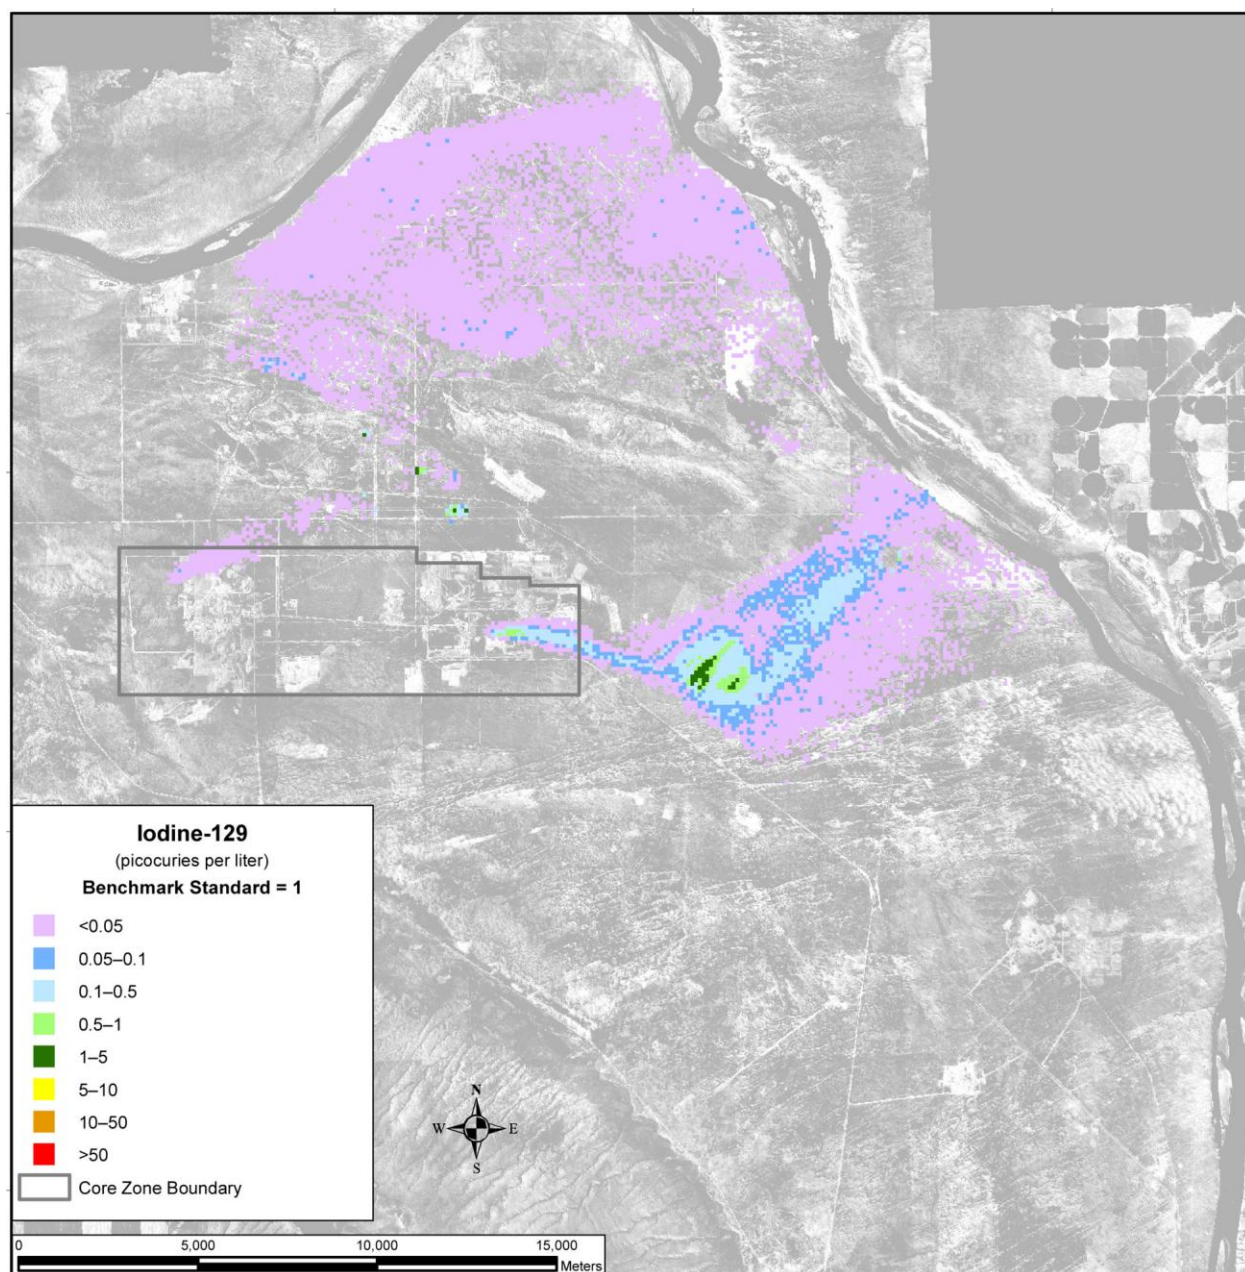 Iodine-129
(picocuries per liter)
Benchmark Standard = 1
<0.05
0.05–0.1
0.1–0.5
0.5–1
1–5
5–10
10–50
>50
Core Zone Boundary
N
W E
S
0 5,000 10,000 15,000
Meters